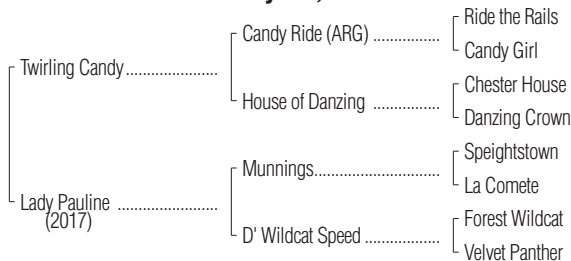 Ride the Rails
Candy Ride (ARG) ................
Candy Girl
Twirling Candy......................
Chester House
House of Danzing ................
Danzing Crown
Speightstown
Munnings..............................
La Comete
Lady Pauline ........................
(2017)
Forest Wildcat
D' Wildcat Speed ..................
Velvet Panther